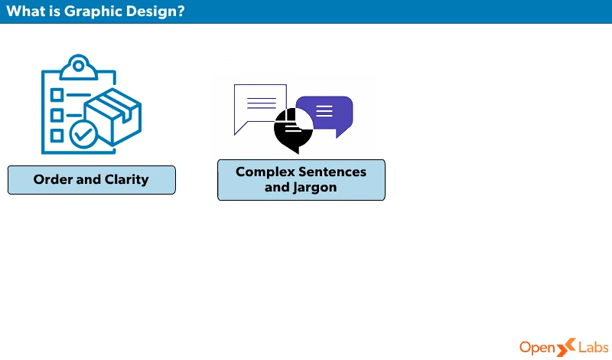 What is Graphic Design?
Order and Clarity
Complex Sentences
and Jargon
Open Labs